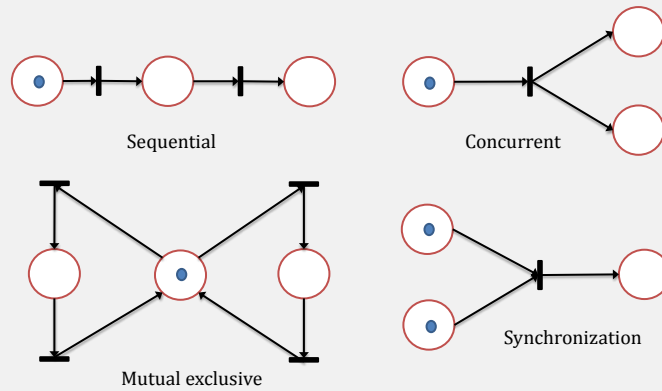 Sequential
Concurrent
Mutual exclusive
Synchronization